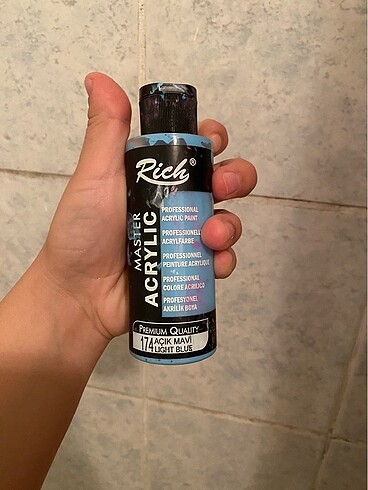 Rich
MASTER
ACRYLIC
PROFESSIONAL
ACRYLIC PAINT
PROFESSIONELL
ACRYLFARBE
PROFESSIONNEL
PEINTURE ACRYLIQUE
PROFESSIONAL
COLORE ACRILICO
PROFESYONEL
AKRİLİK BOYA
PREMIUM QUALITY
174 AÇIK MAVİ
LIGHT BLUE